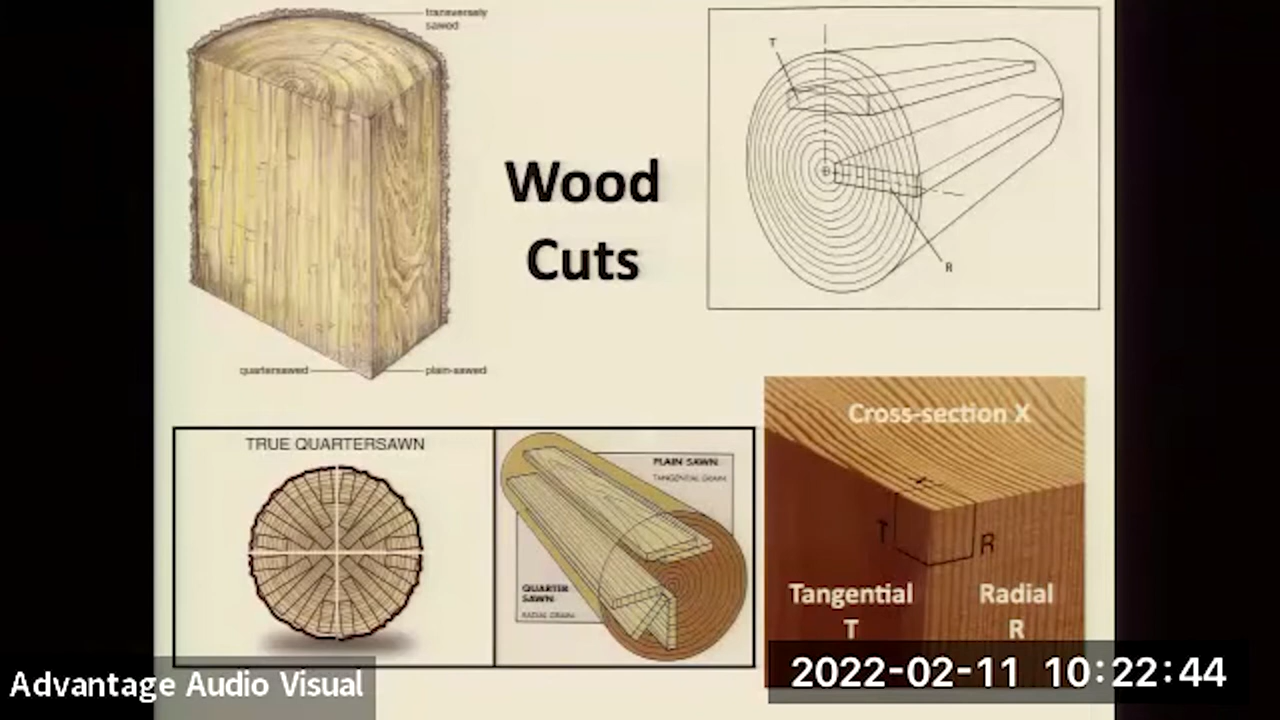 transversely
sawed
T
R
Wood
Cuts
quartersawed
plain-sawed
TRUE QUARTERSAWN
PLAIN SAWN:
TANGENTIAL GRAIN
QUARTER
SAWN:
RADIAL GRAIN
Cross-section X
T
R
Tangential
T
Radial
R
Advantage Audio Visual
2022-02-11 10:22:44